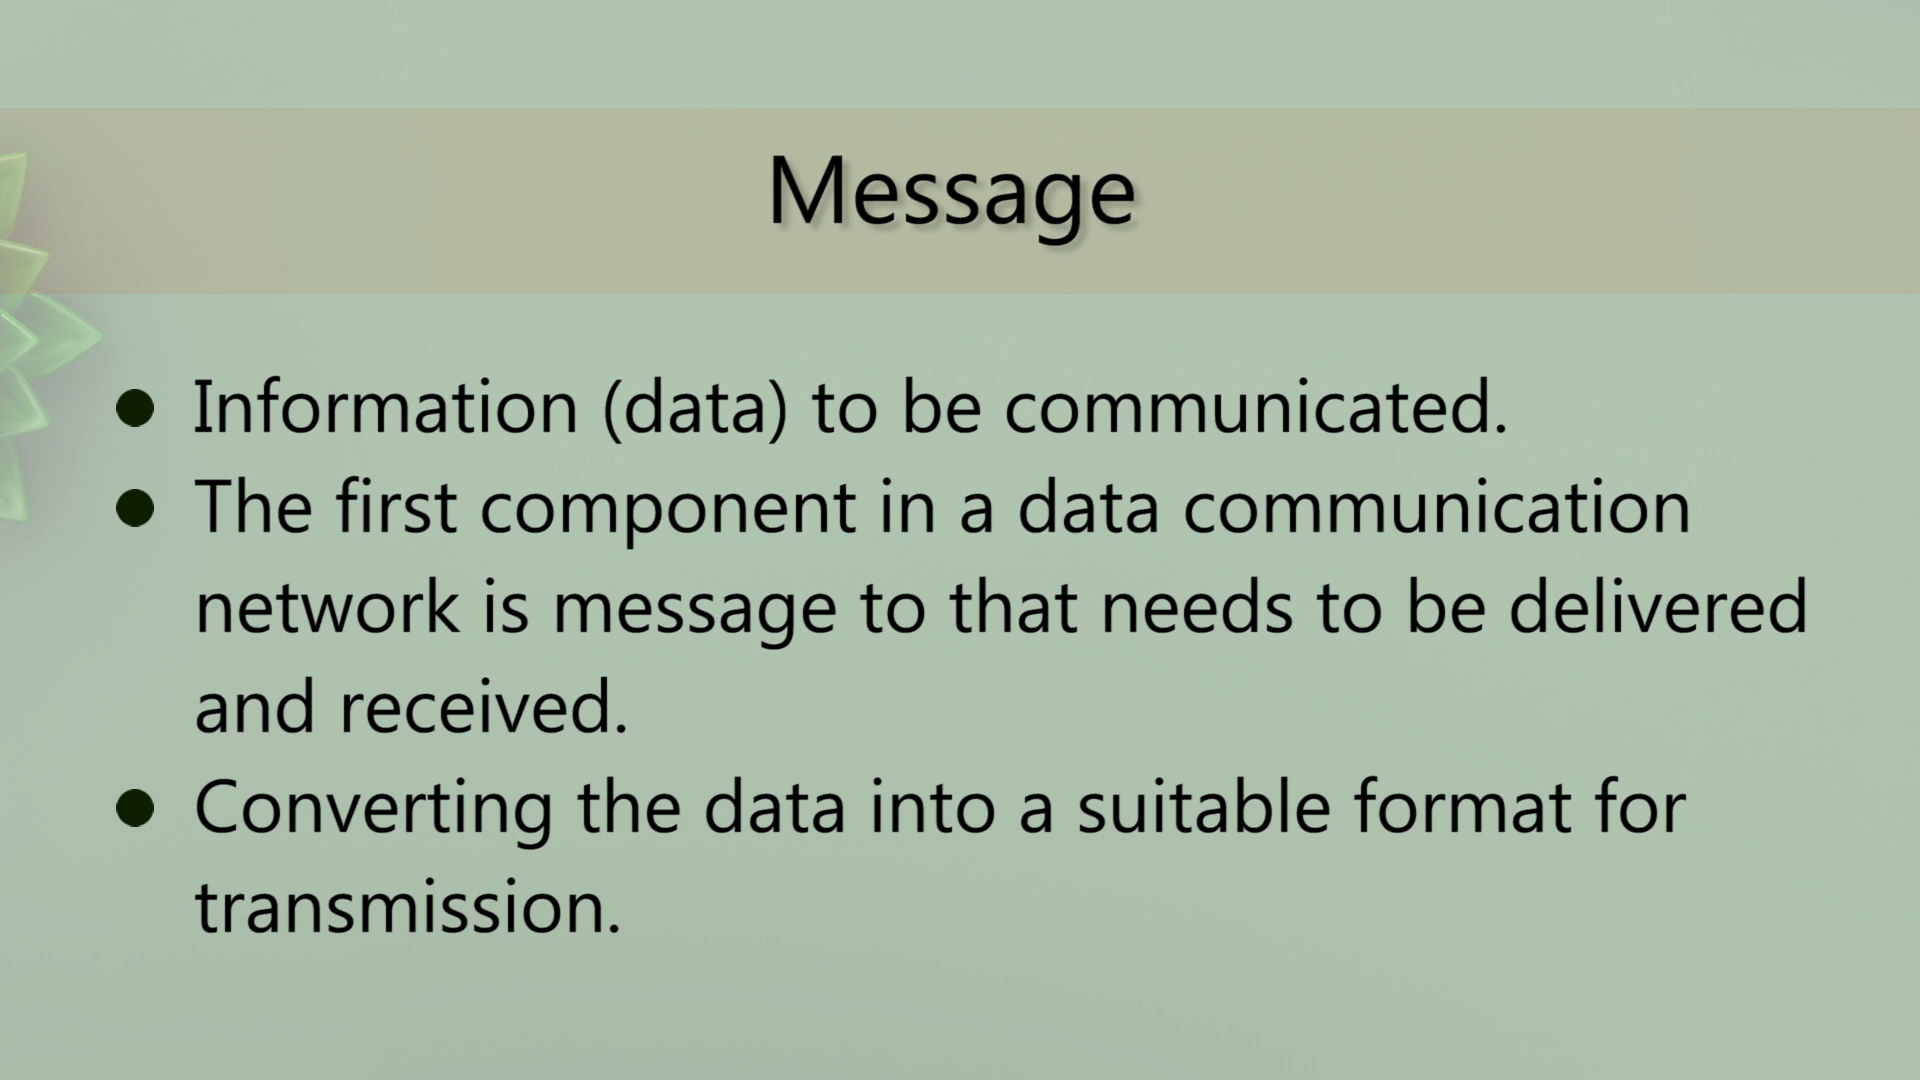 Message
● Information (data) to be communicated.
● The first component in a data communication
network is message to that needs to be delivered
and received.
● Converting the data into a suitable format for
transmission.